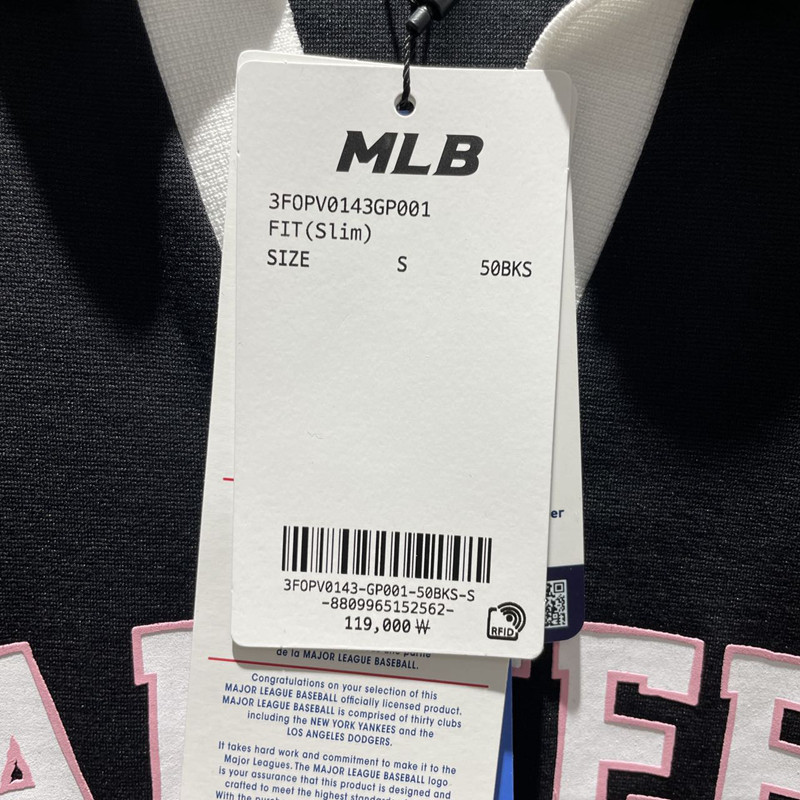 MLB
3FOPV0143GP001
FIT(Slim)
SIZE S 50BKS
3FOPV0143-GP001-50BKS-S
-8809965152562-
119,000₩
RFID
er
de la MAJOR LEAGUE BASEBALL.
Congratulations on your selection of this
MAJOR LEAGUE BASEBALL officially licensed product.
MAJOR LEAGUE BASEBALL is comprised of thirty clubs
including the NEW YORK YANKEES and the
LOS ANGELES DODGERS.
It takes hard work and commitment to make it to the
Major Leagues. The MAJOR LEAGUE BASEBALL logo
is your assurance that this product is designed and
crafted to meet the highest standards